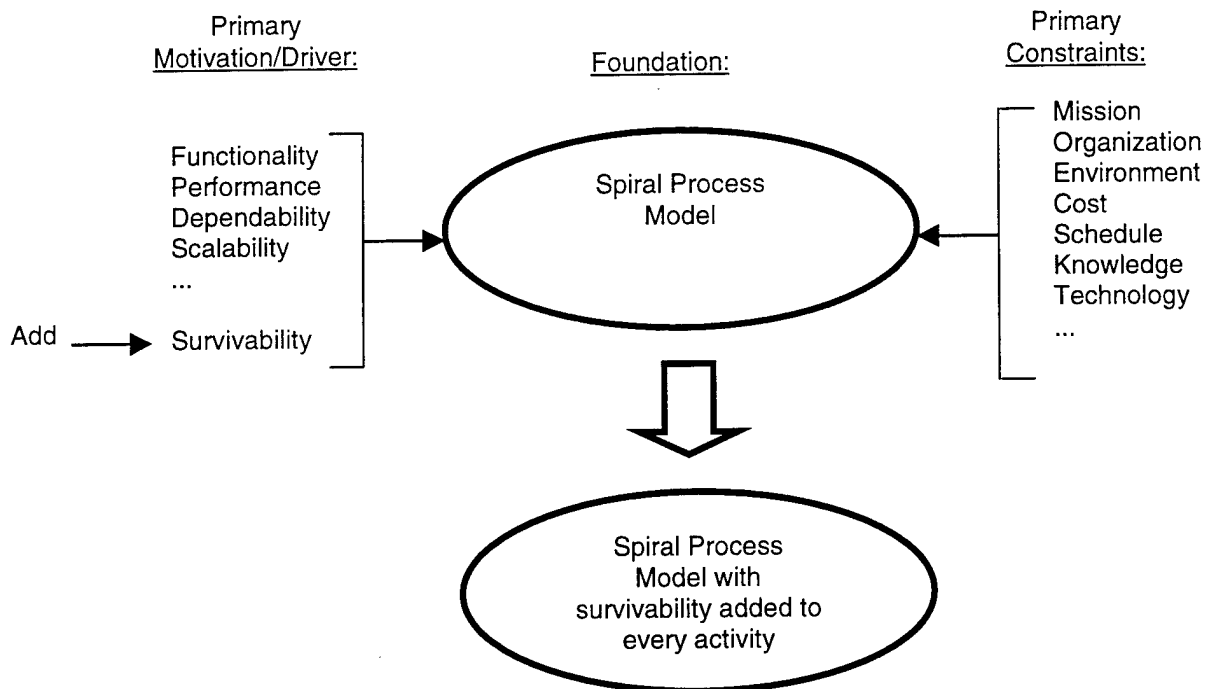 Primary
Motivation/Driver:
Functionality
Performance
Dependability
Scalability
...
Add
Survivability
Foundation:
Spiral Process
Model
Primary
Constraints:
Mission
Organization
Environment
Cost
Schedule
Knowledge
Technology
...
Spiral Process
Model with
survivability added to
every activity